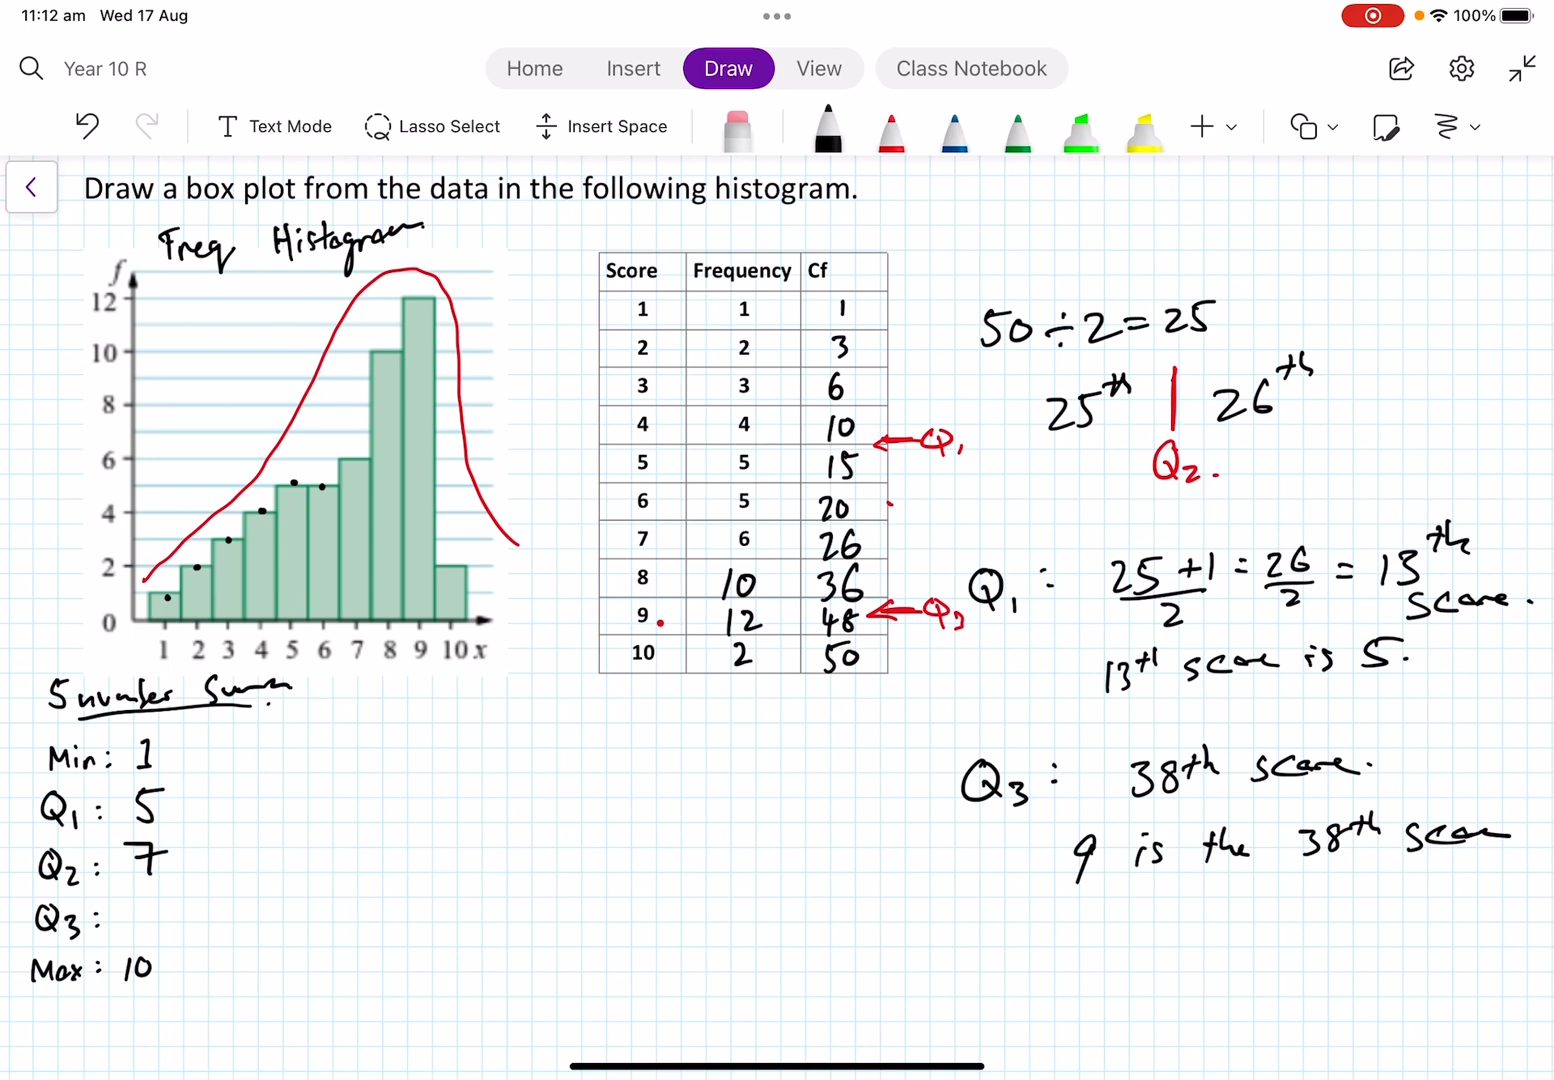 11:12 am Wed 17 Aug
100%
Year 10 R
Home Insert Draw View Class Notebook
T Text Mode Lasso Select Insert Space
Draw a box plot from the data in the following histogram.
Freq Histogram
f
12
10
8
6
4
2
0
1 2 3 4 5 6 7 8 9 10 x
Score Frequency Cf
1 1 1
2 2 3
3 3 6
4 4 10
5 5 15
6 5 20
7 6 26
8 10 36
9 12 48
10 2 50
Q1
Q3
50 ÷ 2 = 25
25th | 26th
Q2.
Q1 : 25 + 1 / 2 = 26 / 2 = 13th
score.
13th score is 5.
Q3 : 38th score.
9 is the 38th score
5 number Summ.
Min : 1
Q1 : 5
Q2 : 7
Q3 :
Max : 10